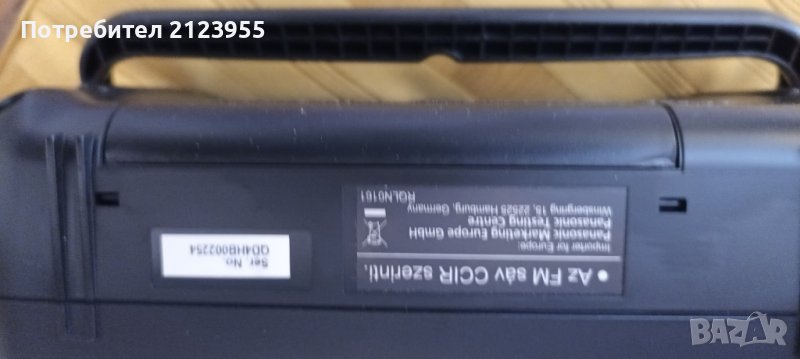 Потребител 2123955
● Az FM sáv CCIR szerinti.
Importer for Europe:
Panasonic Marketing Europe GmbH
Panasonic Testing Centre
Winsbergring 15, 22525 Hamburg, Germany
RQLN0161
Ser. No.
QD4HB002254
BAZAR